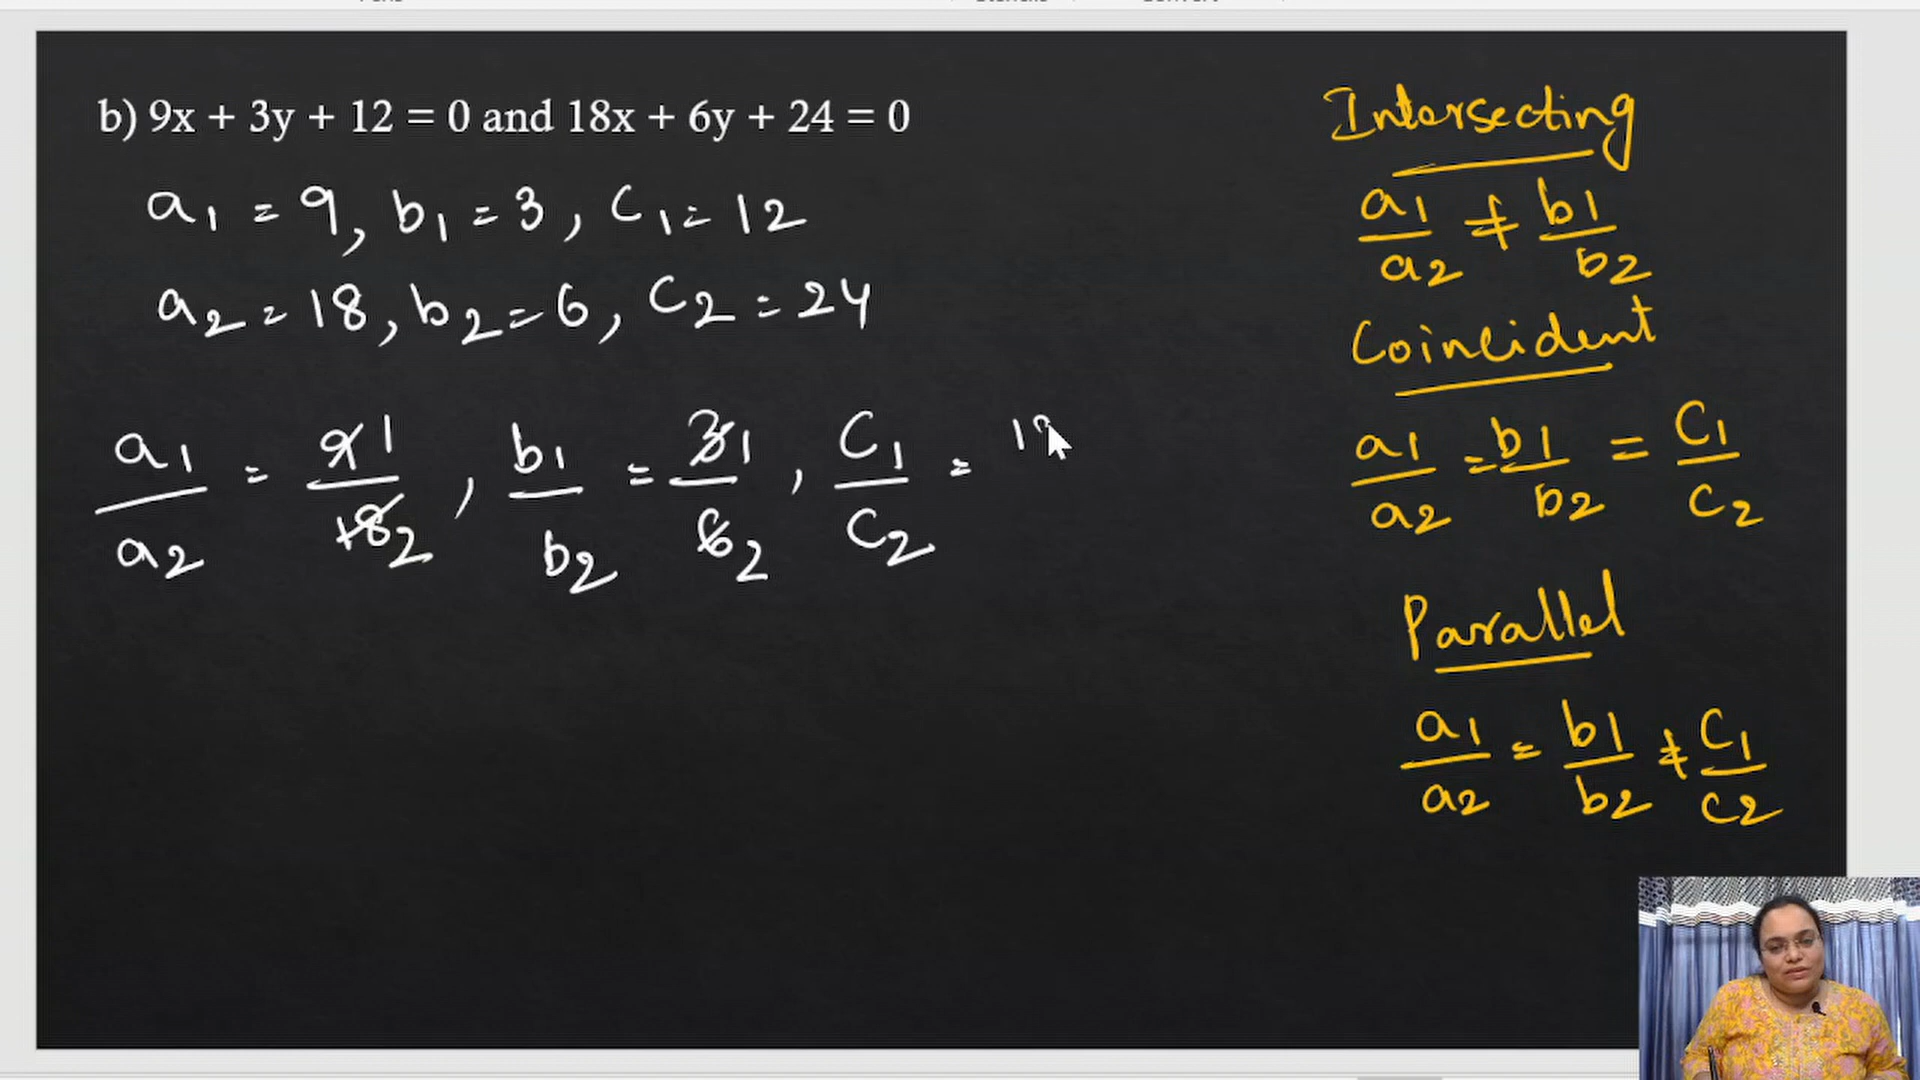 b) 9x + 3y + 12 = 0 and 18x + 6y + 24 = 0
a1 = 9, b1 = 3, C1 = 12
a2 = 18, b2 = 6, C2 = 24
a1/a2 = 9 1/18 2, b1/b2 = 3 1/6 2, C1/C2 = 12
Intersecting
a1/a2 ≠ b1/b2
Coincident
a1/a2 = b1/b2 = C1/C2
Parallel
a1/a2 = b1/b2 ≠ C1/C2